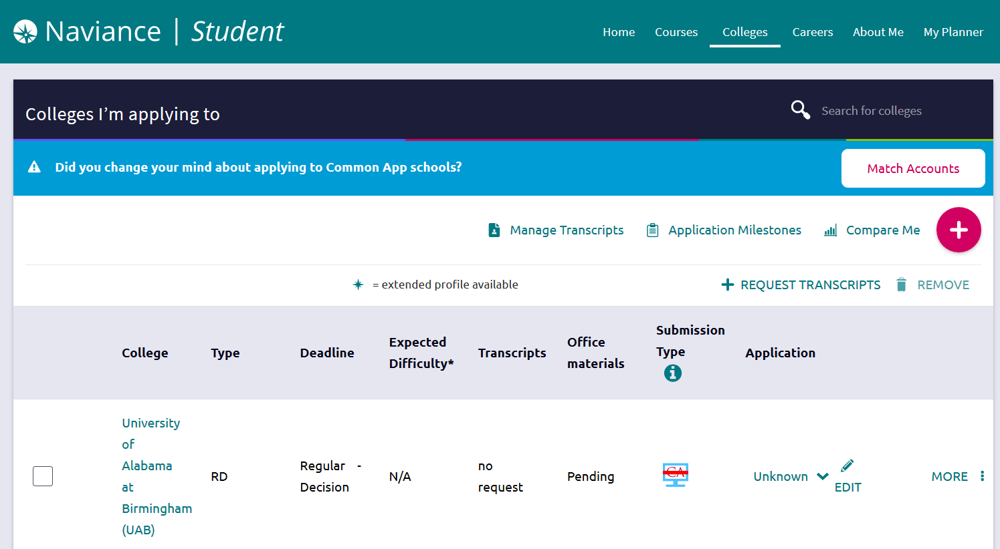 Naviance | Student
Home Courses Colleges Careers About Me My Planner
Colleges I’m applying to
Search for colleges
Did you change your mind about applying to Common App schools?
Match Accounts
Manage Transcripts Application Milestones Compare Me
= extended profile available
REQUEST TRANSCRIPTS REMOVE
College Type Deadline Expected Difficulty* Transcripts Office materials Submission Type Application
University
of
Alabama
at
Birmingham
(UAB)
RD
Regular -
Decision
N/A
no
request
Pending
CA
Unknown
EDIT
MORE